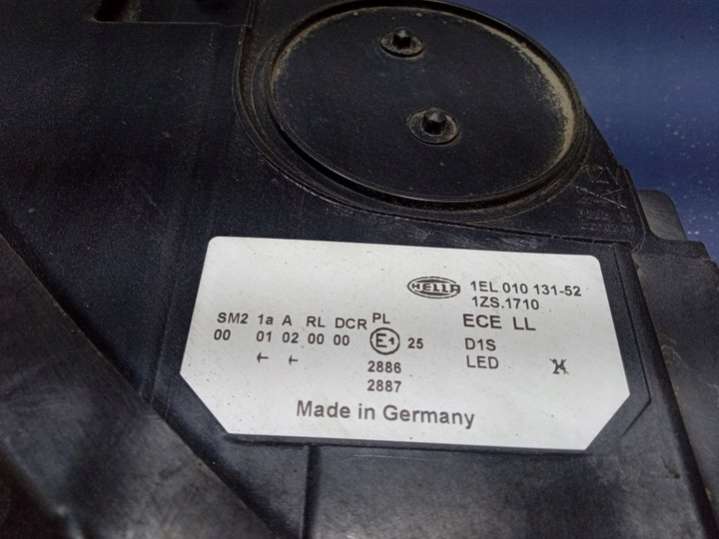 HELLA 1EL 010 131-52
1ZS.1710
SM2 1a A RL DCR PL ECE LL
00 01 02 00 00 E1 25 D1S
← ← LED
2886
2887
Made in Germany